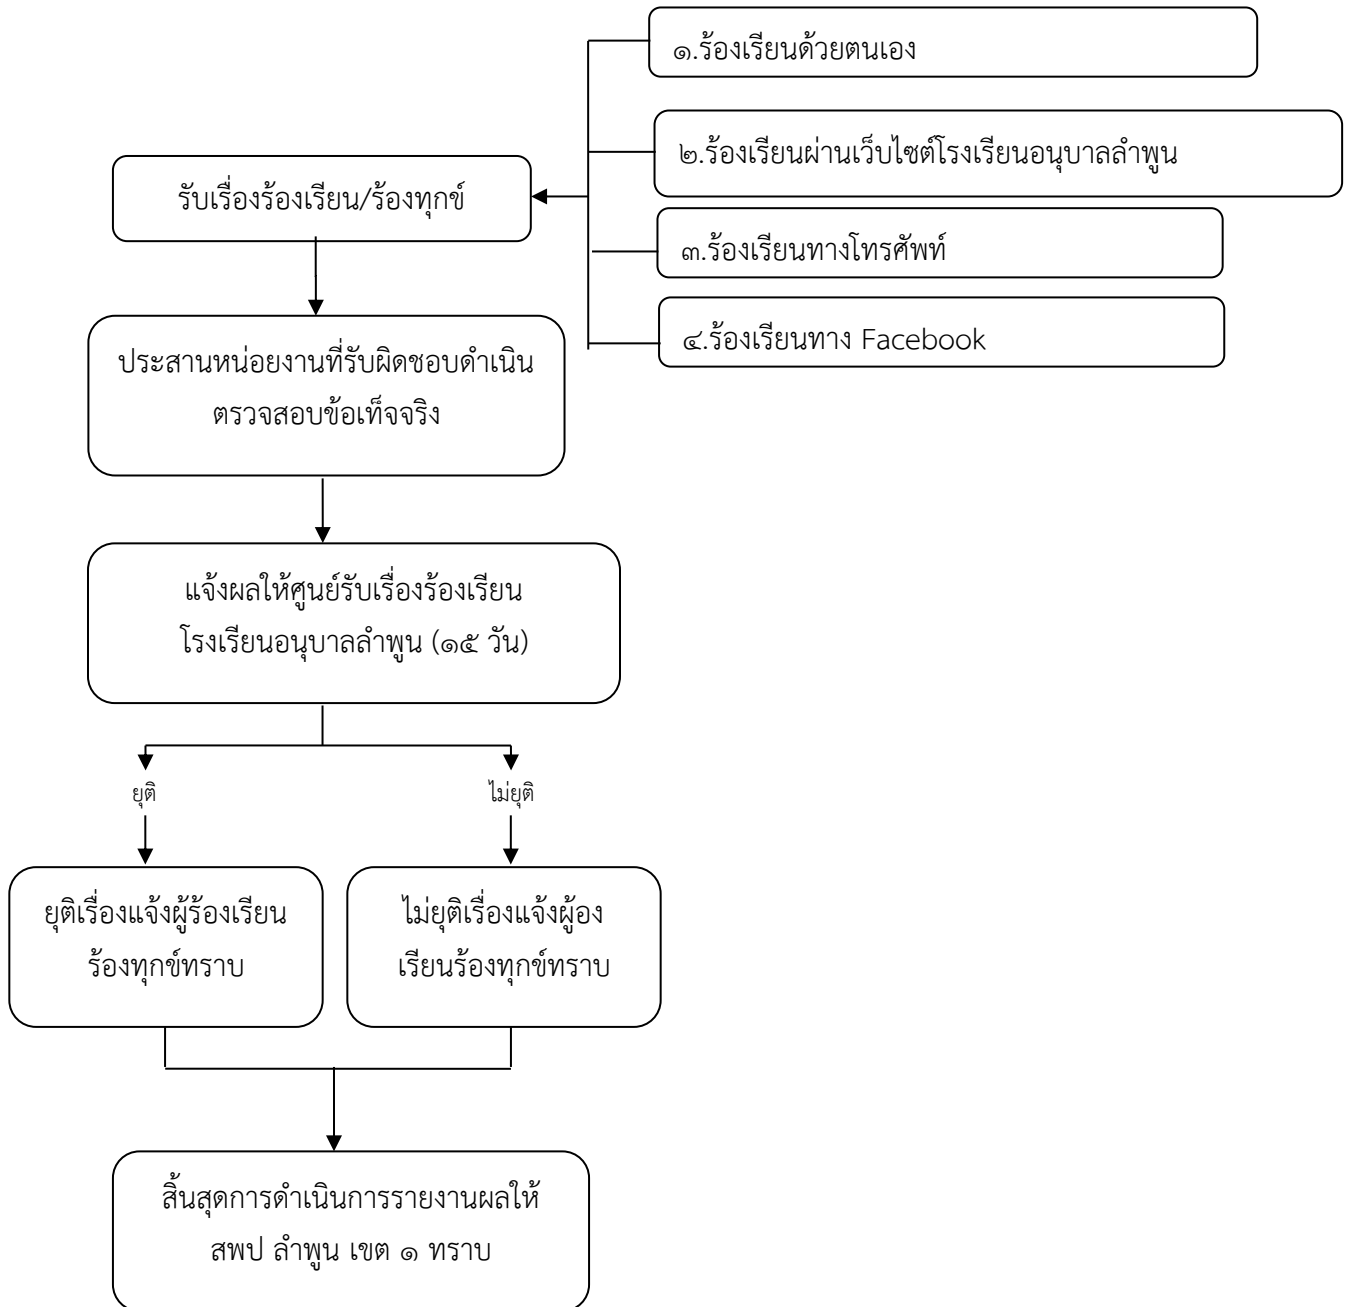 ๑.ร้องเรียนด้วยตนเอง
๒.ร้องเรียนผ่านเว็บไซต์โรงเรียนอนุบาลลำพูน
รับเรื่องร้องเรียน/ร้องทุกข์
๓.ร้องเรียนทางโทรศัพท์
๔.ร้องเรียนทาง Facebook
ประสานหน่อยงานที่รับผิดชอบดำเนิน
ตรวจสอบข้อเท็จจริง
แจ้งผลให้ศูนย์รับเรื่องร้องเรียน
โรงเรียนอนุบาลลำพูน (๑๕ วัน)
ยุติ
ไม่ยุติ
ยุติเรื่องแจ้งผู้ร้องเรียน
ร้องทุกข์ทราบ
ไม่ยุติเรื่องแจ้งผู้อง
เรียนร้องทุกข์ทราบ
สิ้นสุดการดำเนินการรายงานผลให้
สพป ลำพูน เขต ๑ ทราบ